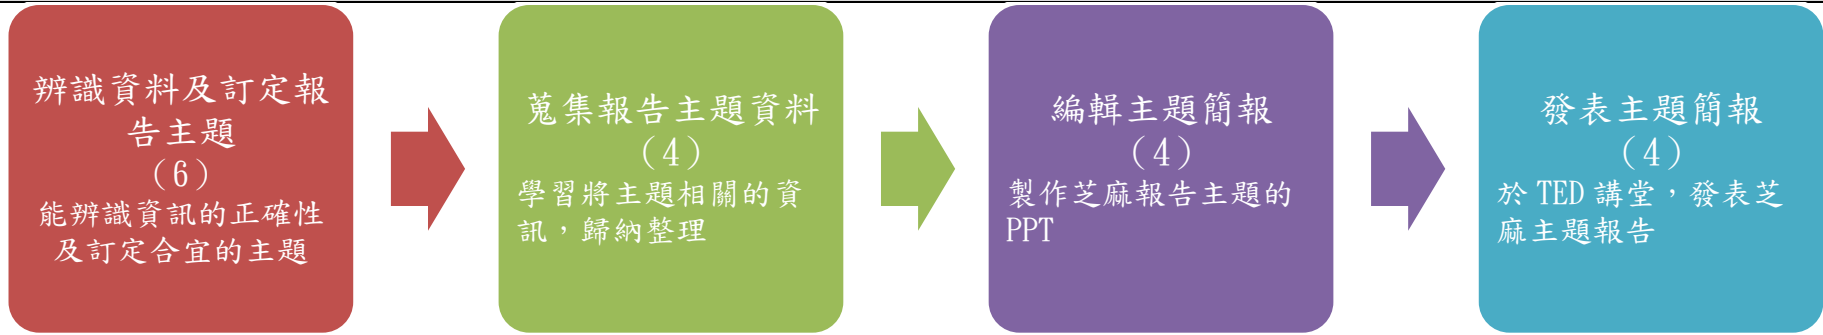 辨識資料及訂定報
告主題
（6）
能辨識資訊的正確性
及訂定合宜的主題
蒐集報告主題資料
（4）
學習將主題相關的資
訊，歸納整理
編輯主題簡報
（4）
製作芝麻報告主題的
PPT
發表主題簡報
（4）
於 TED 講堂，發表芝
麻主題報告